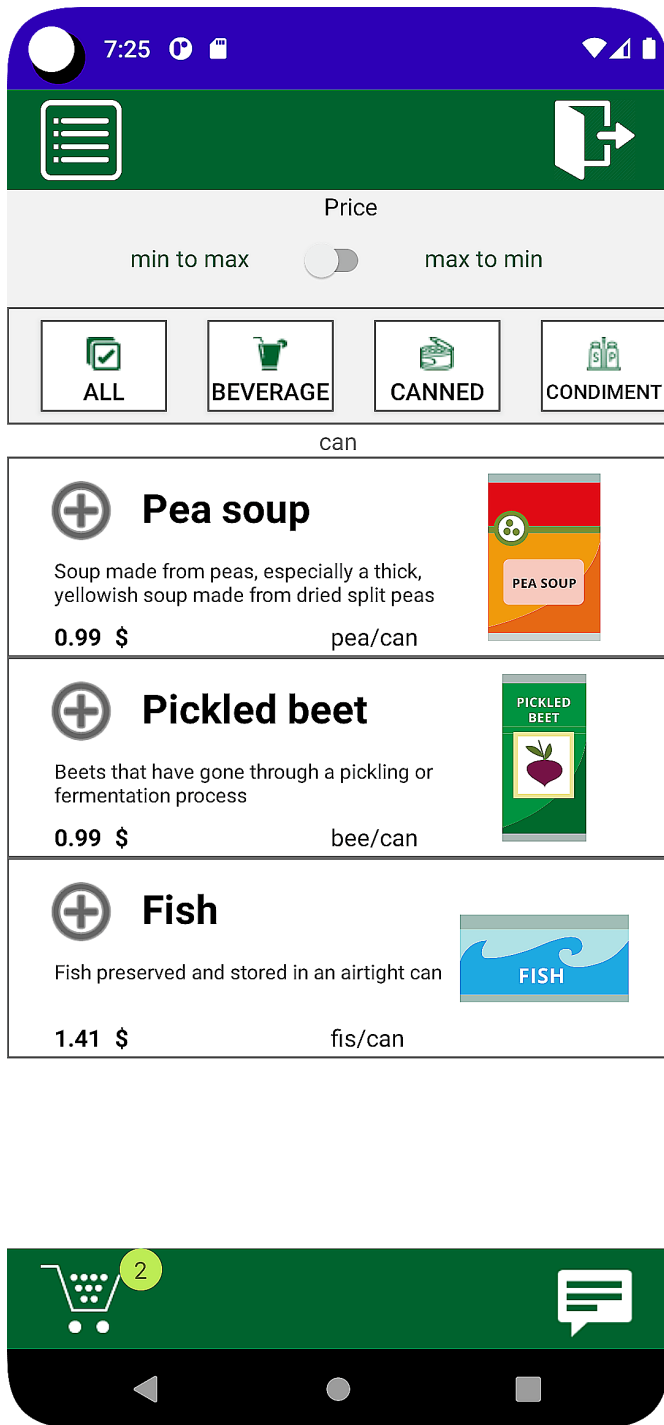 7:25
Price
min to max
max to min
ALL
BEVERAGE
CANNED
S P
CONDIMENT
can
Pea soup
Soup made from peas, especially a thick,
yellowish soup made from dried split peas
0.99 $
pea/can
PEA SOUP
Pickled beet
Beets that have gone through a pickling or
fermentation process
0.99 $
bee/can
PICKLED
BEET
Fish
Fish preserved and stored in an airtight can
1.41 $
fis/can
FISH
2